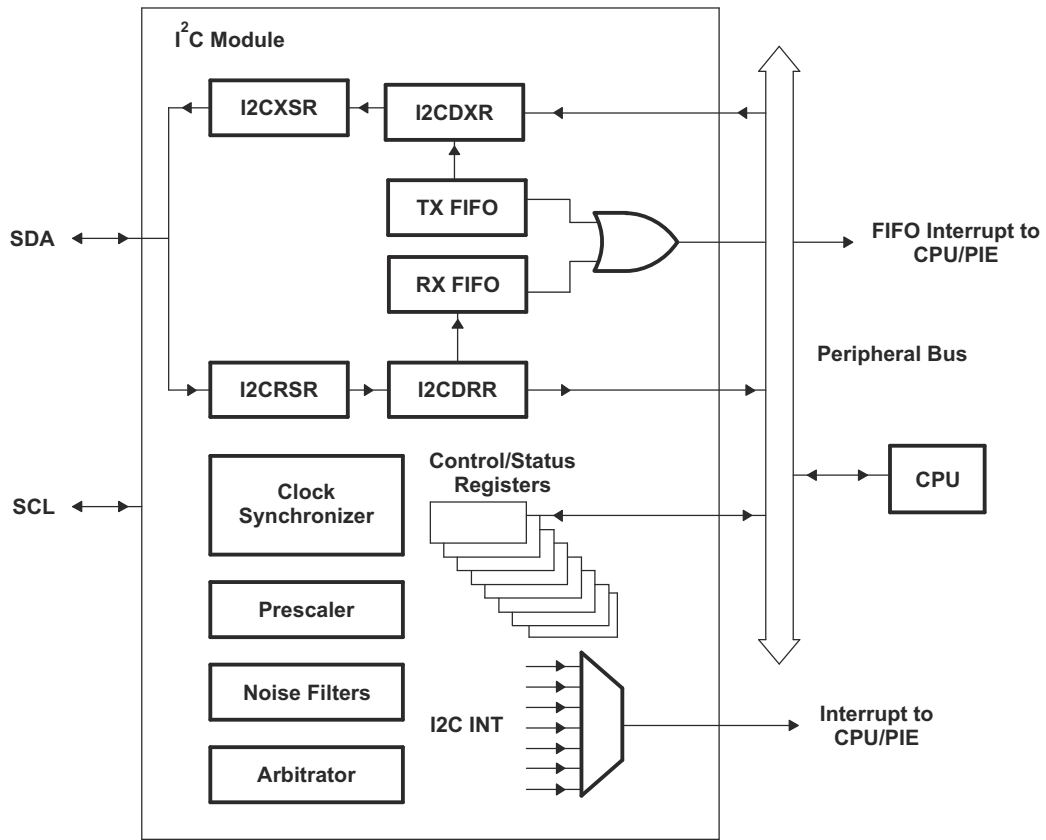 I²C Module
I2CXSR
I2CDXR
TX FIFO
SDA
FIFO Interrupt to
CPU/PIE
RX FIFO
Peripheral Bus
I2CRSR
I2CDRR
Control/Status
Registers
CPU
SCL
Clock
Synchronizer
Prescaler
Noise Filters
I2C INT
Interrupt to
CPU/PIE
Arbitrator